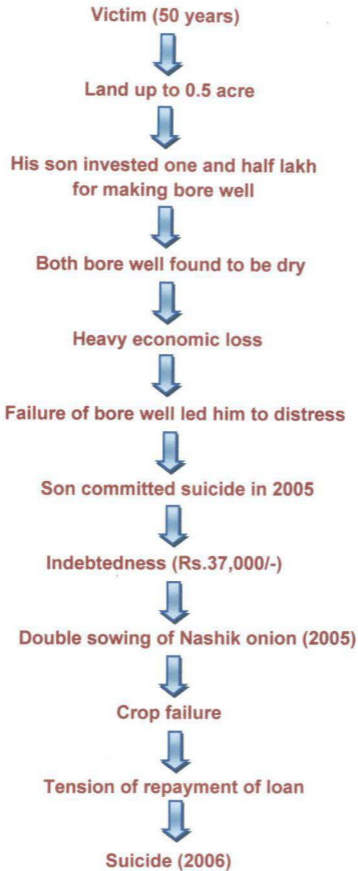 Victim (50 years)
Land up to 0.5 acre
His son invested one and half lakh
for making bore well
Both bore well found to be dry
Heavy economic loss
Failure of bore well led him to distress
Son committed suicide in 2005
Indebtedness (Rs.37,000/-)
Double sowing of Nashik onion (2005)
Crop failure
Tension of repayment of loan
Suicide (2006)